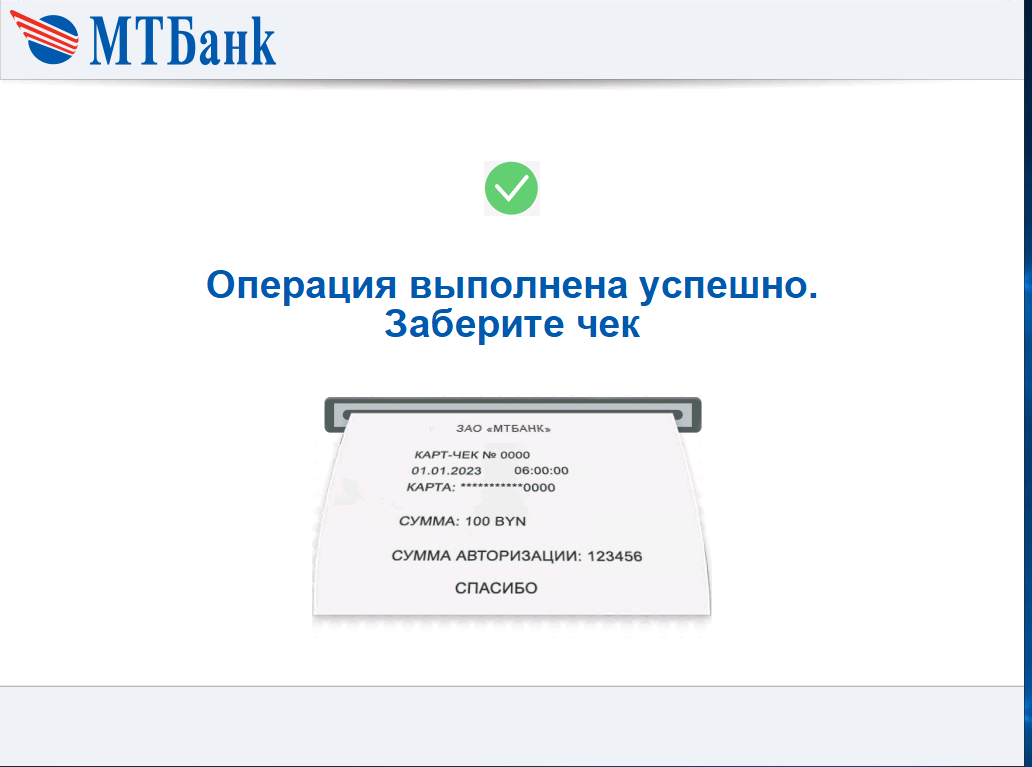 МТБанк
Операция выполнена успешно.
Заберите чек
ЗАО «МТБАНК»
КАРТ-ЧЕК № 0000
01.01.2023 06:00:00
КАРТА: ***********0000
СУММА: 100 BYN
СУММА АВТОРИЗАЦИИ: 123456
СПАСИБО